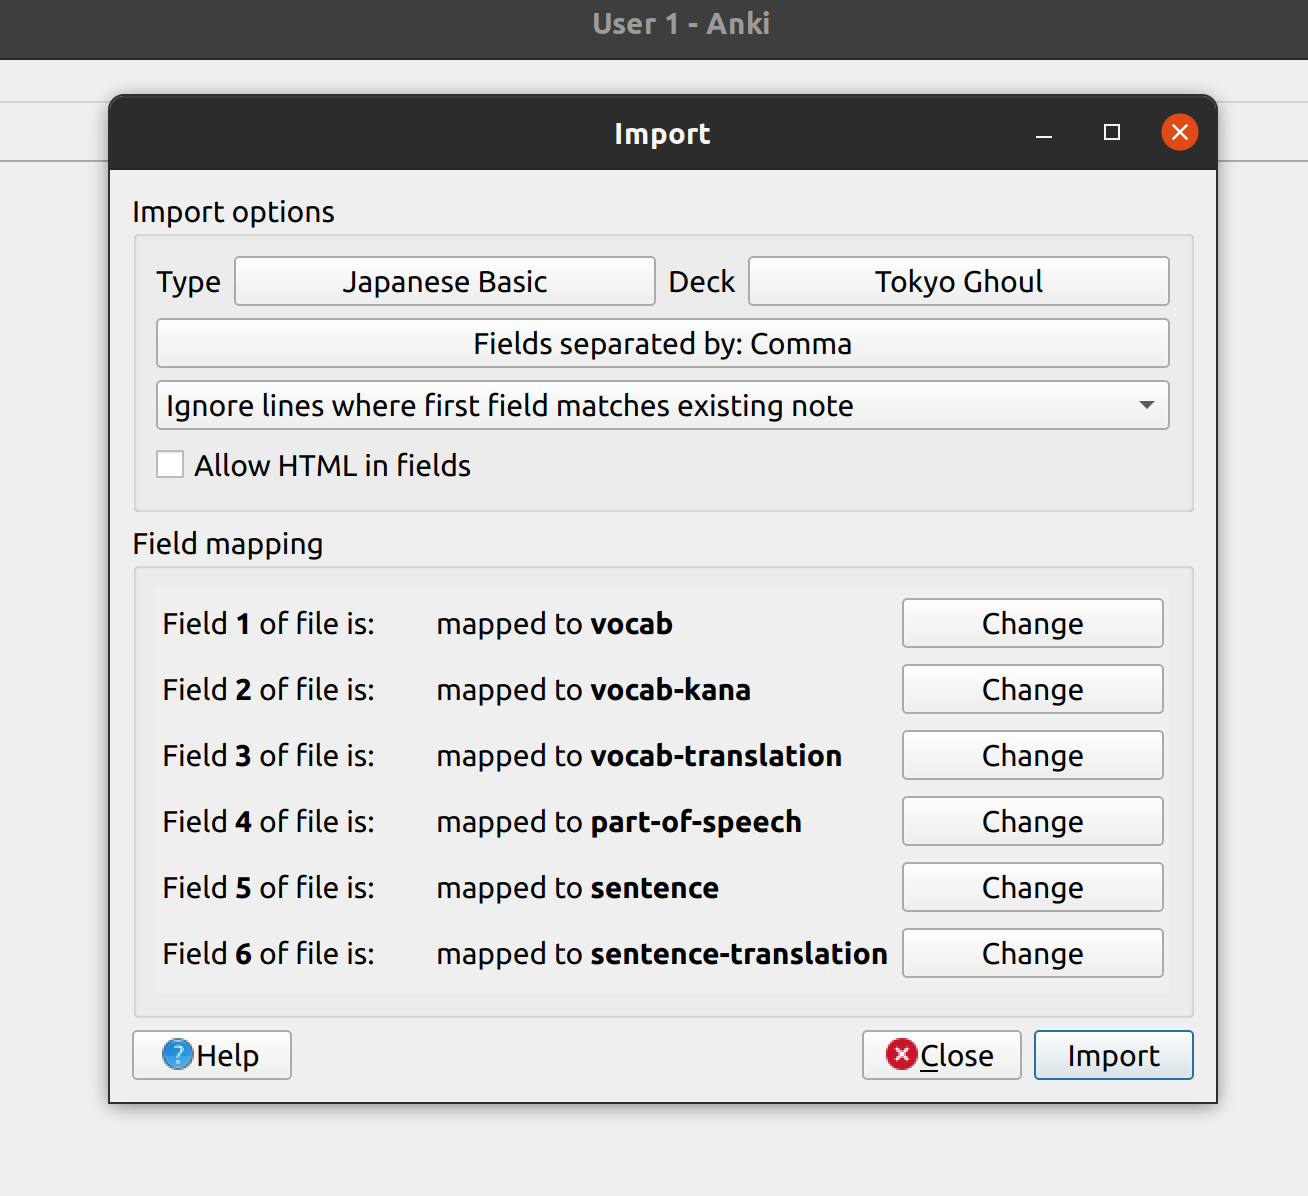 User 1 - Anki
Import
Import options
Type Japanese Basic Deck Tokyo Ghoul
Fields separated by: Comma
Ignore lines where first field matches existing note
Allow HTML in fields
Field mapping
Field 1 of file is: mapped to vocab Change
Field 2 of file is: mapped to vocab-kana Change
Field 3 of file is: mapped to vocab-translation Change
Field 4 of file is: mapped to part-of-speech Change
Field 5 of file is: mapped to sentence Change
Field 6 of file is: mapped to sentence-translation Change
Help Close Import